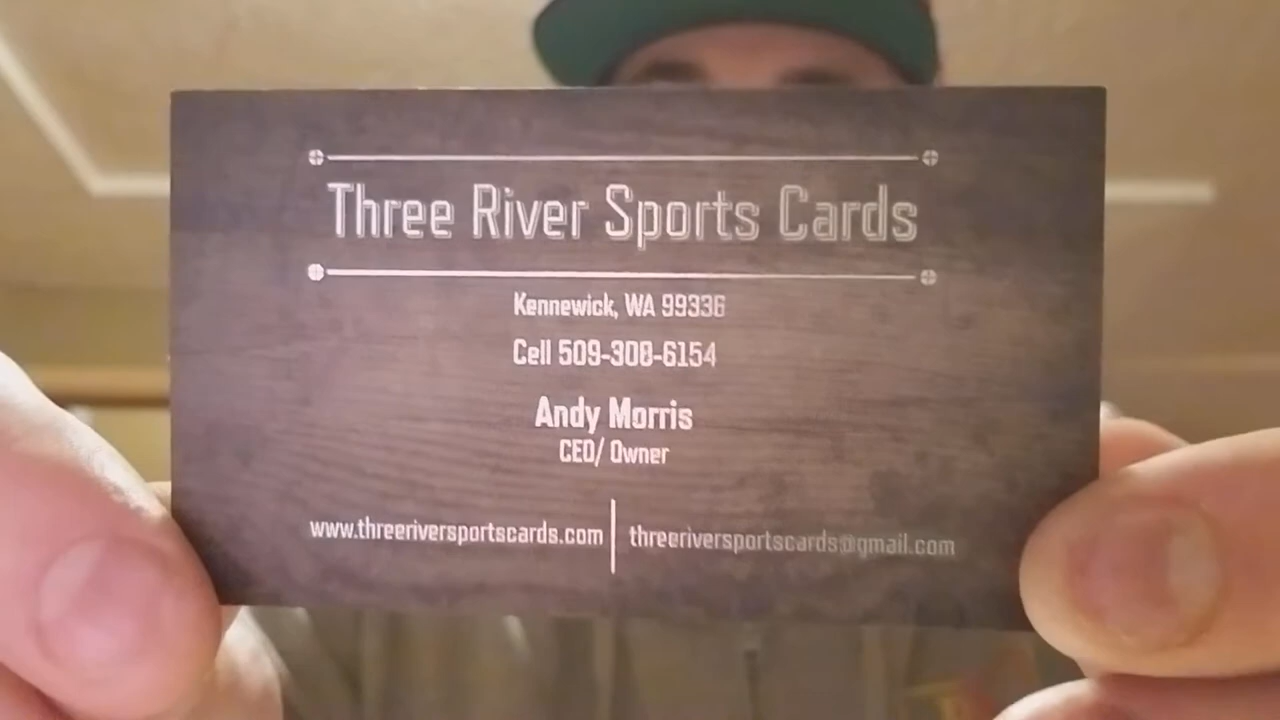 Three River Sports Cards
Kennewick, WA 99336
Cell 509-308-6154
Andy Morris
CEO/ Owner
www.threeriversportscards.com
threeriversportscards@gmail.com